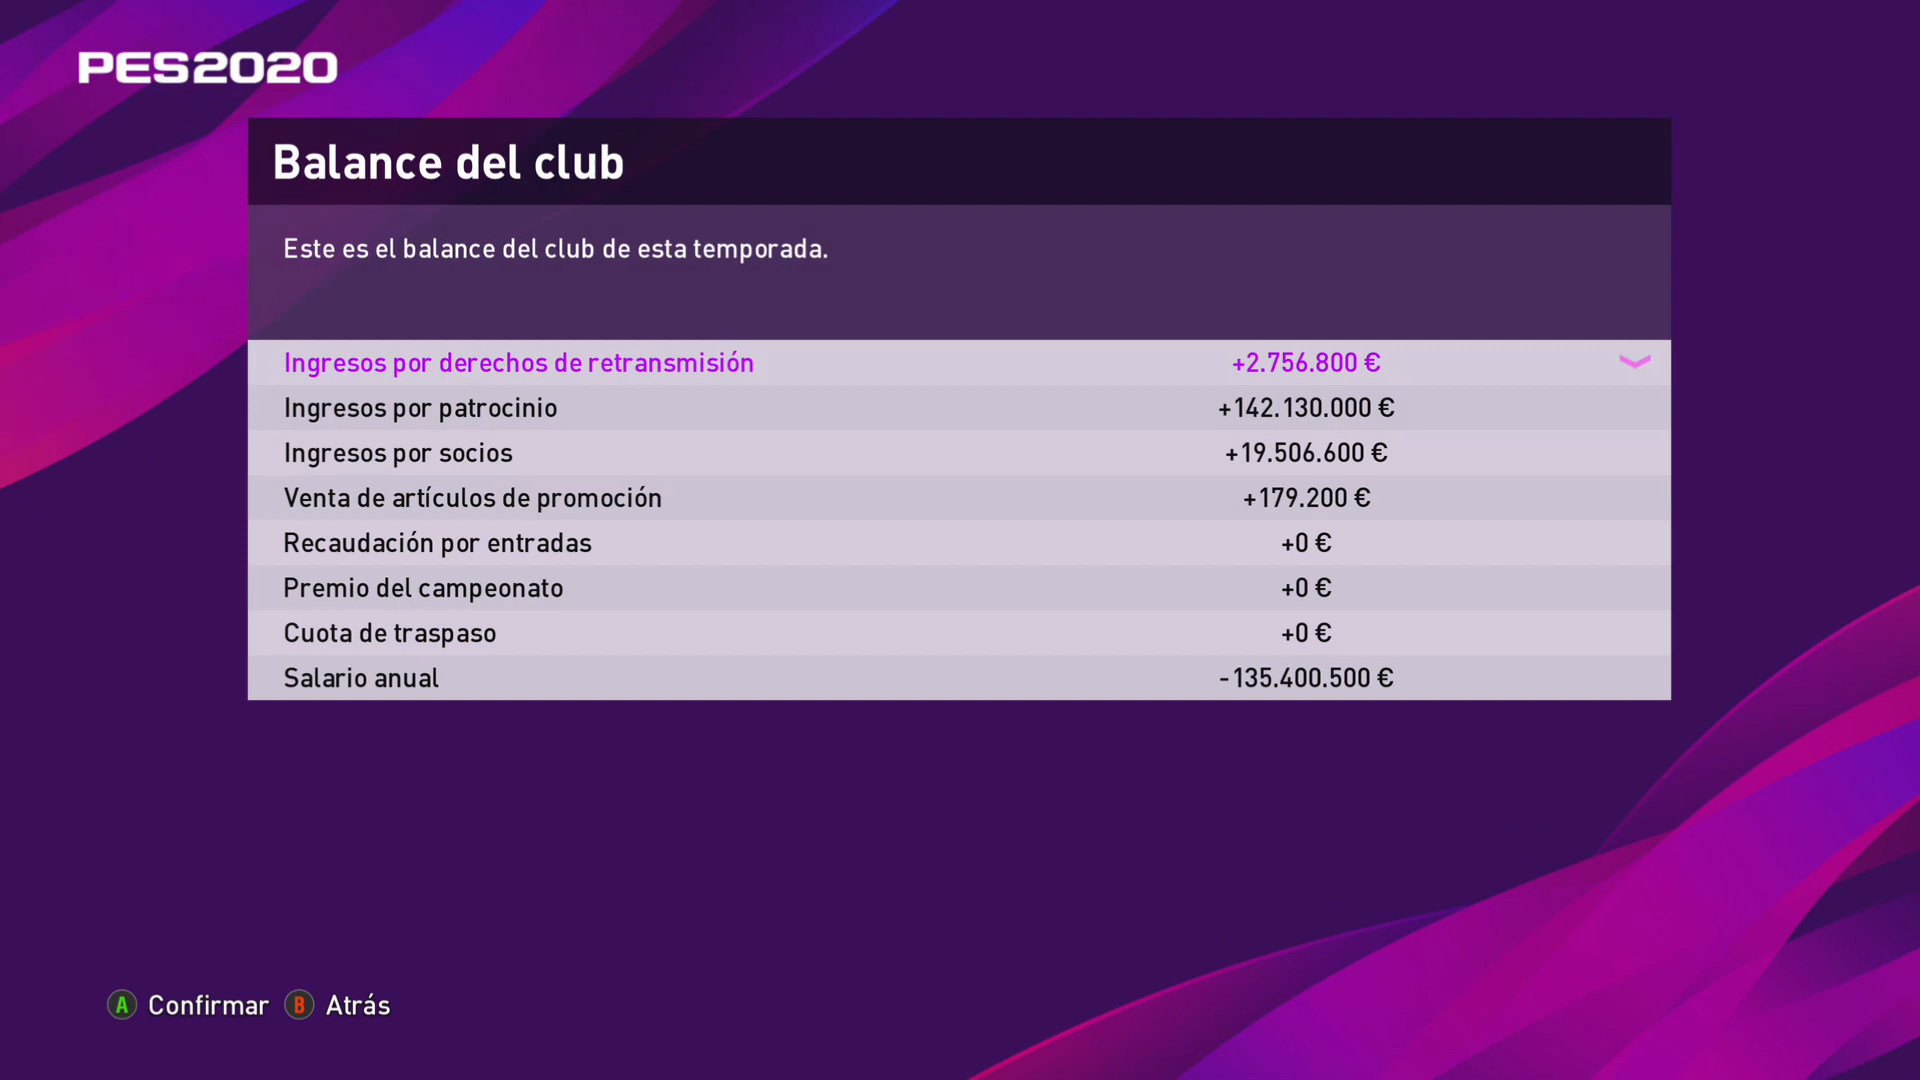 PES2020
Balance del club
Este es el balance del club de esta temporada.
Ingresos por derechos de retransmisión +2.756.800 €
Ingresos por patrocinio +142.130.000 €
Ingresos por socios +19.506.600 €
Venta de artículos de promoción +179.200 €
Recaudación por entradas +0 €
Premio del campeonato +0 €
Cuota de traspaso +0 €
Salario anual -135.400.500 €
A Confirmar B Atrás